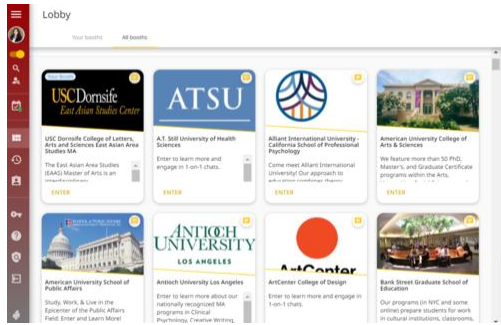 Lobby
Your booths
All booths
Your Booth
USC Dornsife
East Asian Studies Center
USC Dornsife College of Letters,
Arts and Sciences East Asian Area
Studies MA
The East Asian Area Studies
(EAAS) Master of Arts is an
interdisciplinary
ENTER
ATSU
A.T. Still University of Health
Sciences
Enter to learn more and
engage in 1-on-1 chats.
ENTER
Alliant International University -
California School of Professional
Psychology
Come meet Alliant International
University! Our approach to
education combines theory
ENTER
American University College of
Arts & Sciences
We feature more than 50 PhD,
Master's, and Graduate Certificate
programs within the Arts,
ENTER
American University School of
Public Affairs
Study, Work, & Live in the
Epicenter of the Public Affairs
Field. Enter and Learn More!
ANTIOCH
UNIVERSITY
LOS ANGELES
Antioch University Los Angeles
Enter to learn more about our
nationally recognized MA
programs in Clinical
Psychology, Creative Writing,
ArtCenter
ArtCenter College of Design
Enter to learn more and engage in
1-on-1 chats.
Bank Street Graduate School of
Education
Our programs (in NYC and some
online) prepare students for work
in cultural institutions, classrooms,